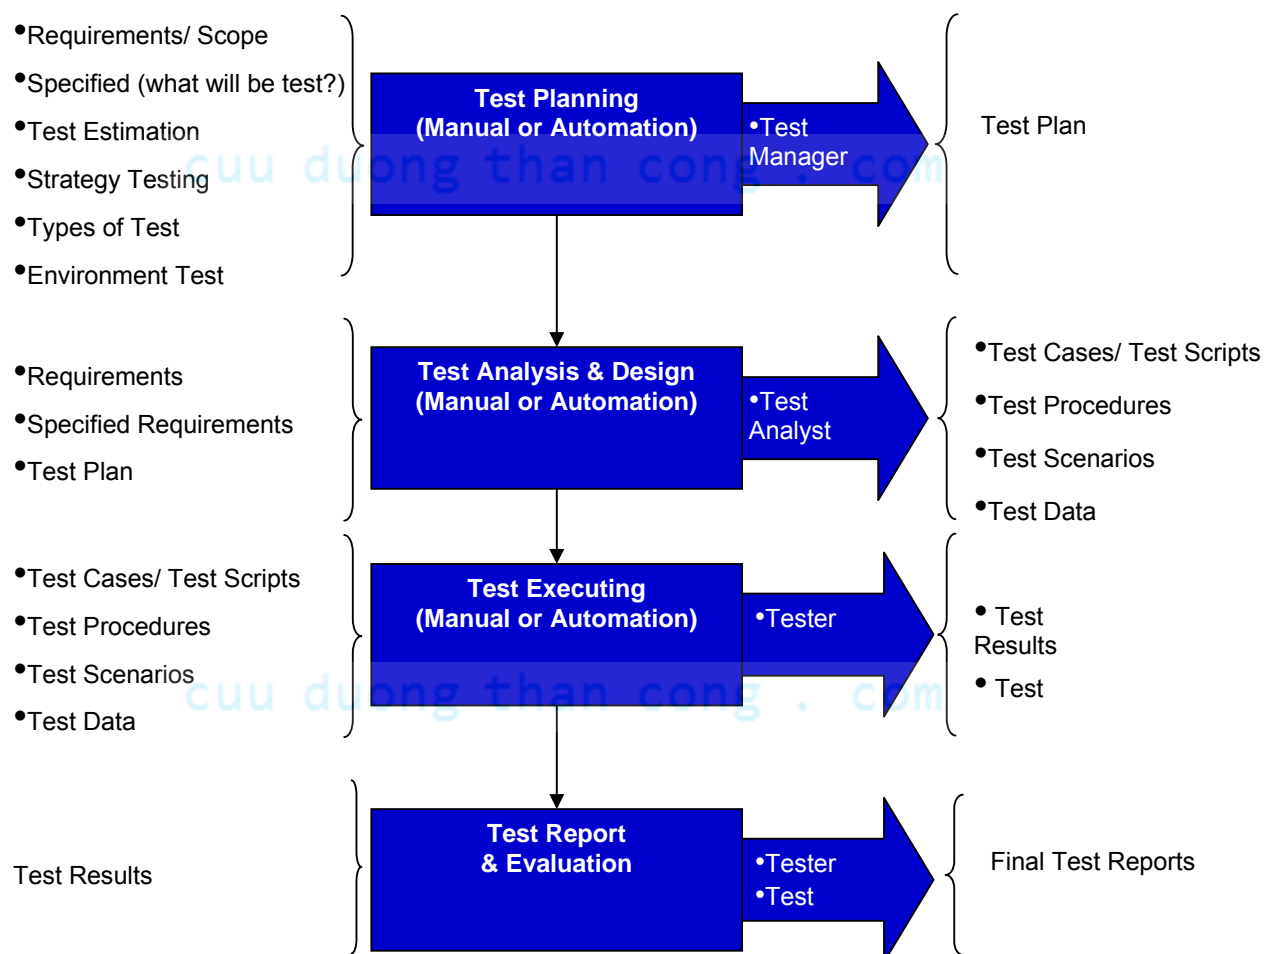 •Requirements/ Scope
•Specified (what will be test?)
•Test Estimation
•Strategy Testing
•Types of Test
•Environment Test
Test Planning
(Manual or Automation)
•Test
Manager
Test Plan
cuu duong than cong . com
•Requirements
•Specified Requirements
•Test Plan
Test Analysis & Design
(Manual or Automation)
•Test
Analyst
•Test Cases/ Test Scripts
•Test Procedures
•Test Scenarios
•Test Data
•Test Cases/ Test Scripts
•Test Procedures
•Test Scenarios
•Test Data
Test Executing
(Manual or Automation)
•Tester
• Test
Results
• Test
cuu duong than cong . com
Test Results
Test Report
& Evaluation
•Tester
•Test
Final Test Reports